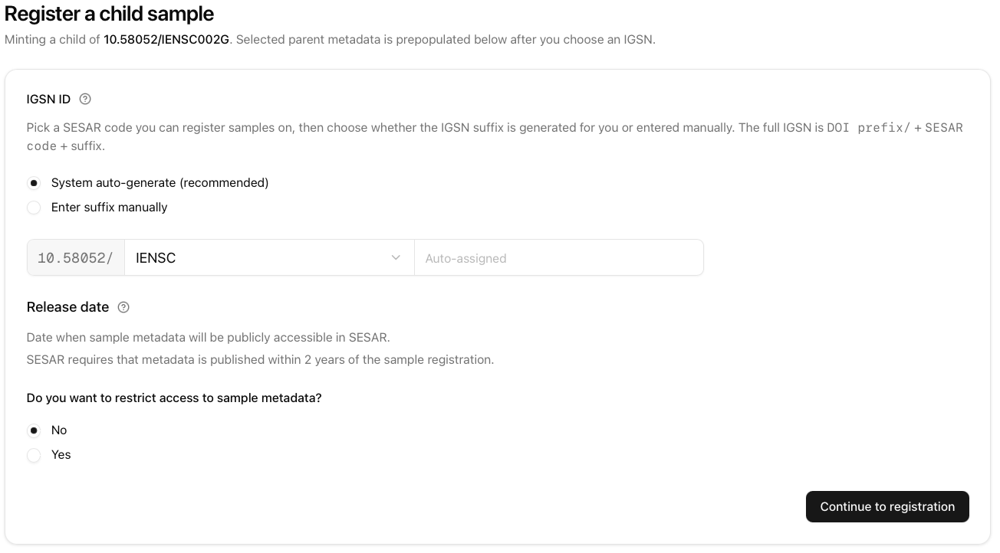 Register a child sample
Minting a child of 10.58052/IENSC002G. Selected parent metadata is prepopulated below after you choose an IGSN.
IGSN ID
Pick a SESAR code you can register samples on, then choose whether the IGSN suffix is generated for you or entered manually. The full IGSN is DOI prefix/ + SESAR
code + suffix.
System auto-generate (recommended)
Enter suffix manually
10.58052/ IENSC Auto-assigned
Release date
Date when sample metadata will be publicly accessible in SESAR.
SESAR requires that metadata is published within 2 years of the sample registration.
Do you want to restrict access to sample metadata?
No
Yes
Continue to registration